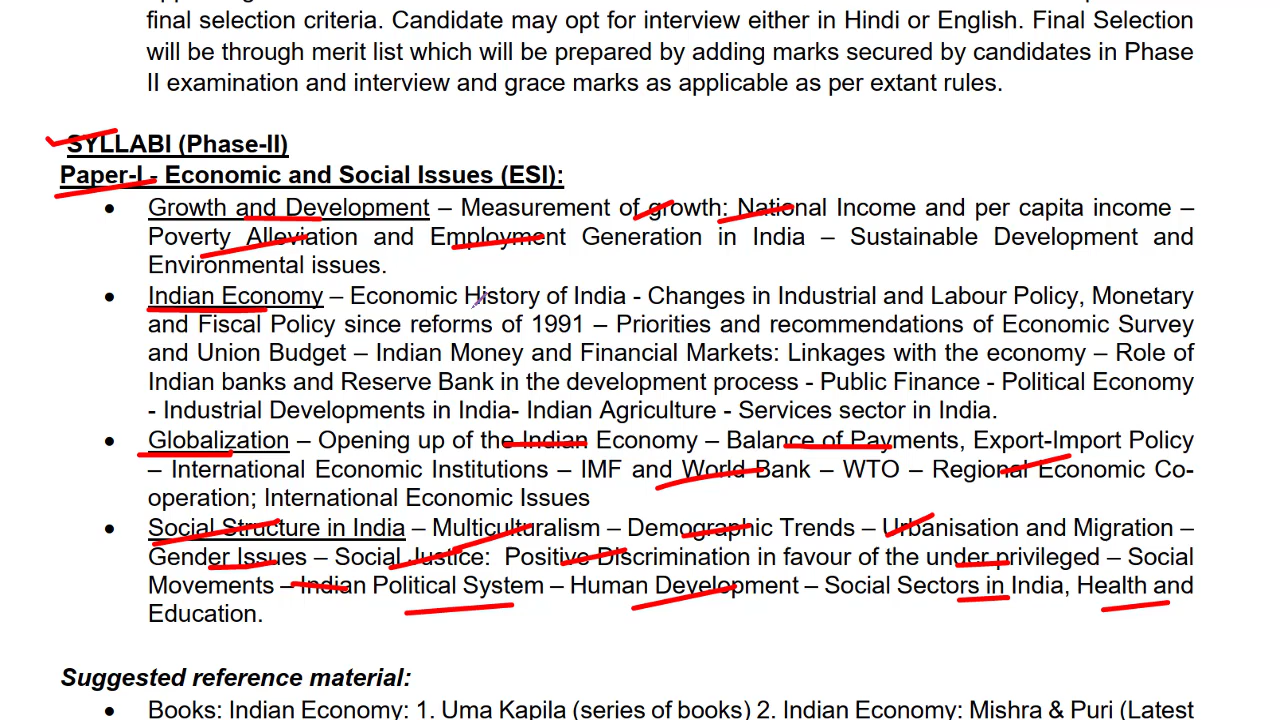 final selection criteria. Candidate may opt for interview either in Hindi or English. Final Selection
will be through merit list which will be prepared by adding marks secured by candidates in Phase
II examination and interview and grace marks as applicable as per extant rules.
SYLLABI (Phase-II)
Paper-I - Economic and Social Issues (ESI):
• Growth and Development – Measurement of growth: National Income and per capita income –
Poverty Alleviation and Employment Generation in India – Sustainable Development and
Environmental issues.
• Indian Economy – Economic History of India - Changes in Industrial and Labour Policy, Monetary
and Fiscal Policy since reforms of 1991 – Priorities and recommendations of Economic Survey
and Union Budget – Indian Money and Financial Markets: Linkages with the economy – Role of
Indian banks and Reserve Bank in the development process - Public Finance - Political Economy
- Industrial Developments in India- Indian Agriculture - Services sector in India.
• Globalization – Opening up of the Indian Economy – Balance of Payments, Export-Import Policy
– International Economic Institutions – IMF and World Bank – WTO – Regional Economic Co-
operation; International Economic Issues
• Social Structure in India – Multiculturalism – Demographic Trends – Urbanisation and Migration –
Gender Issues – Social Justice: Positive Discrimination in favour of the under privileged – Social
Movements – Indian Political System – Human Development – Social Sectors in India, Health and
Education.
Suggested reference material:
• Books: Indian Economy: 1. Uma Kapila (series of books) 2. Indian Economy: Mishra & Puri (Latest